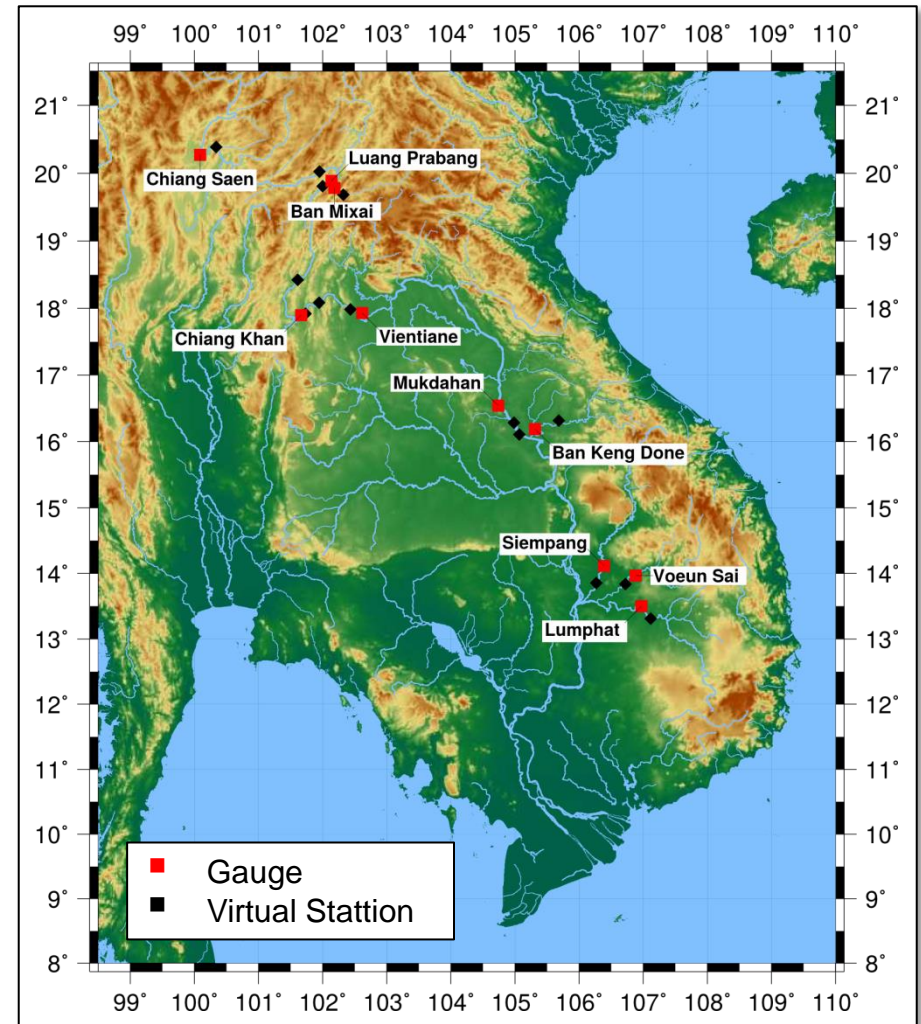 99° 100° 101° 102° 103° 104° 105° 106° 107° 108° 109° 110°
21° 21°
20° 20°
Luang Prabang
Chiang Saen
Ban Mixai
19° 19°
18° 18°
Chiang Khan
Vientiane
17° 17°
Mukdahan
16° 16°
Ban Keng Done
15° 15°
Siempang
14° 14°
Voeun Sai
Lumphat
13° 13°
12° 12°
11° 11°
10° 10°
Gauge
9° 9°
Virtual Stattion
8° 8°
99° 100° 101° 102° 103° 104° 105° 106° 107° 108° 109° 110°